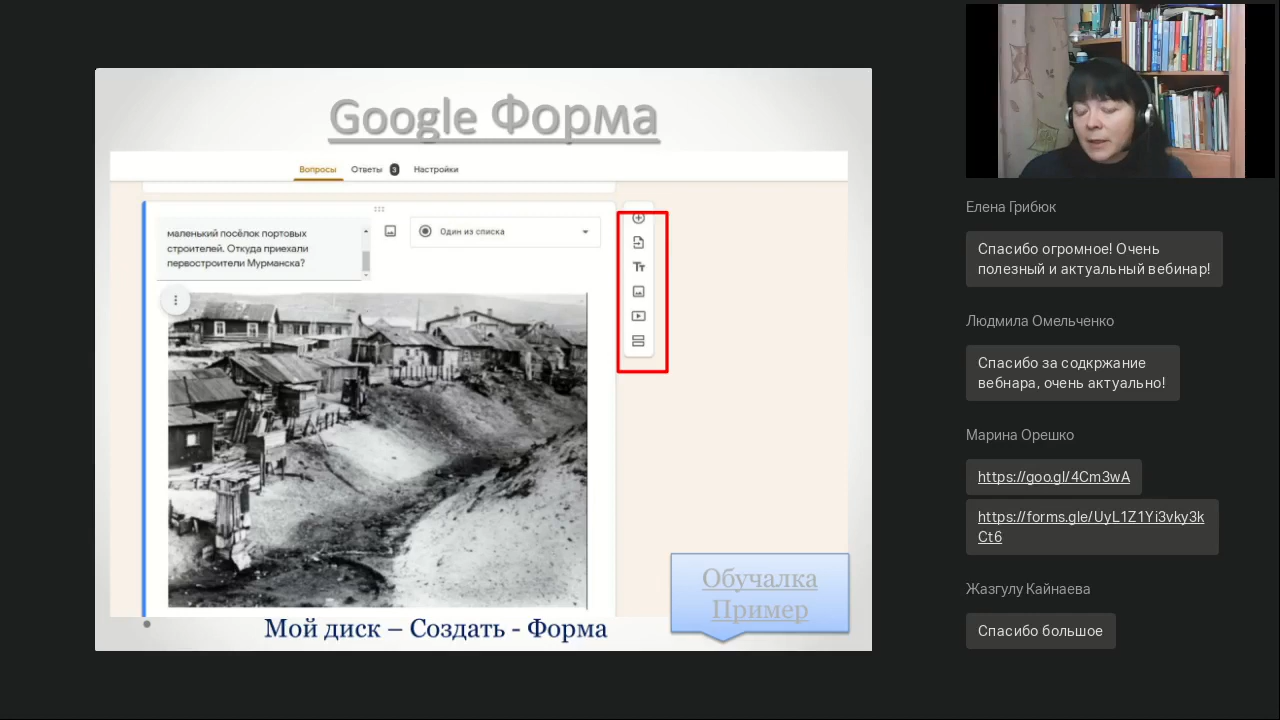 Google Форма
Вопросы Ответы 3 Настройки
маленький посёлок портовых
строителей. Откуда приехали
первостроители Мурманска?
Один из списка
Tт
Обучалка
Пример
Мой диск – Создать - Форма
Елена Грибюк
Спасибо огромное! Очень
полезный и актуальный вебинар!
Людмила Омельченко
Спасибо за содкржание
вебнара, очень актуально!
Марина Орешко
https://goo.gl/4Cm3wA
https://forms.gle/UyL1Z1Yi3vky3k
Ct6
Жазгулу Кайнаева
Спасибо большое